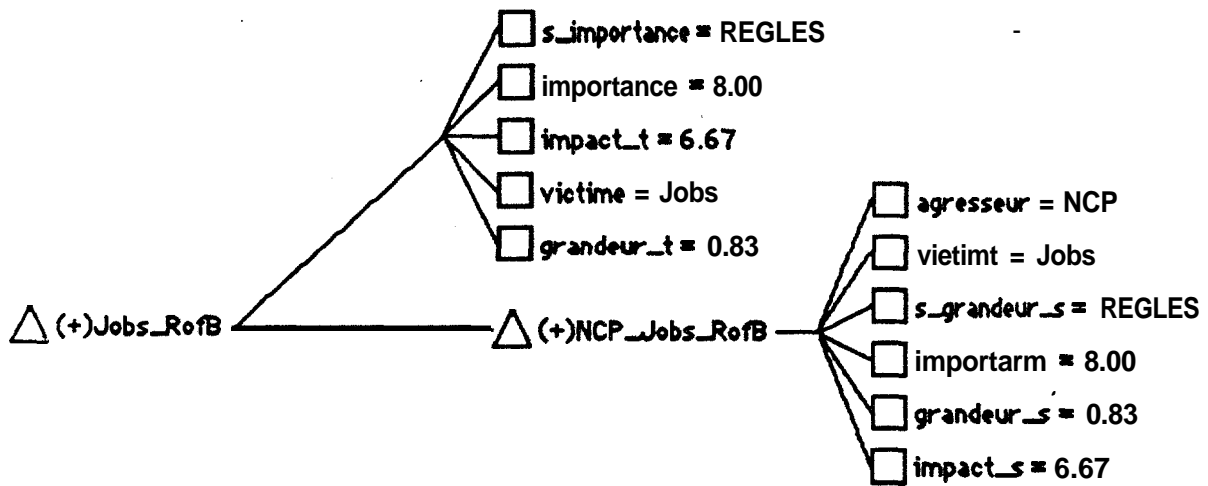 s_importance = REGLES
importance = 8.00
impact_t = 6.67
victime = Jobs
grandeur_t = 0.83
(+)Jobs_RofB
(+)NCP_Jobs_RofB
agresseur = NCP
vietimt = Jobs
s_grandeur_s = REGLES
importarm = 8.00
grandeur_s = 0.83
impact_s = 6.67